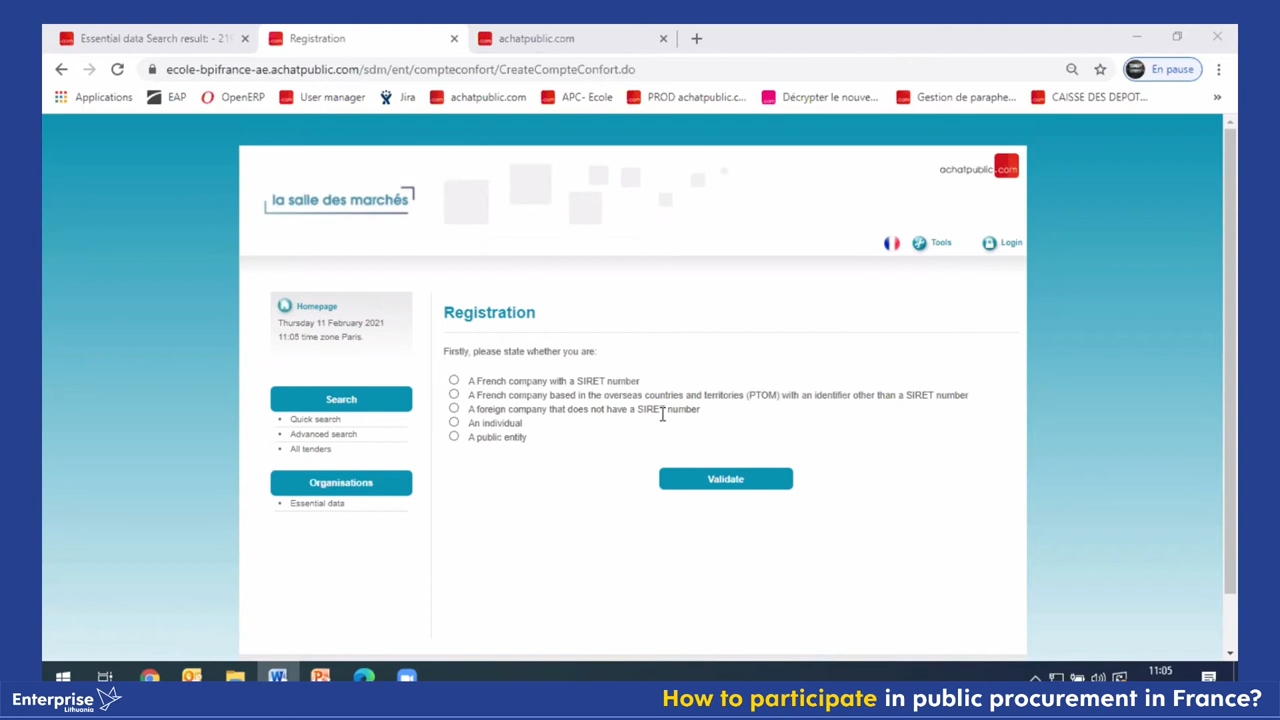 Essential data Search result: - 219
Registration
achatpublic.com
ecole-bpifrance-ae.achatpublic.com/sdm/ent/compteconfort/CreateCompteConfort.do
En pause
Applications
EAP
OpenERP
User manager
Jira
achatpublic.com
APC- Ecole
PROD achatpublic.c...
Décrypter le nouve...
Gestion de paraphe...
CAISSE DES DEPOT...
»
la salle des marchés
achatpublic.com
Tools
Login
Homepage
Thursday 11 February 2021
11:05 time zone Paris.
Search
• Quick search
• Advanced search
• All tenders
Organisations
• Essential data
Registration
Firstly, please state whether you are:
A French company with a SIRET number
A French company based in the overseas countries and territories (PTOM) with an identifier other than a SIRET number
A foreign company that does not have a SIRET number
An individual
A public entity
Validate
11:05
Enterprise
Lithuania
How to participate in public procurement in France?